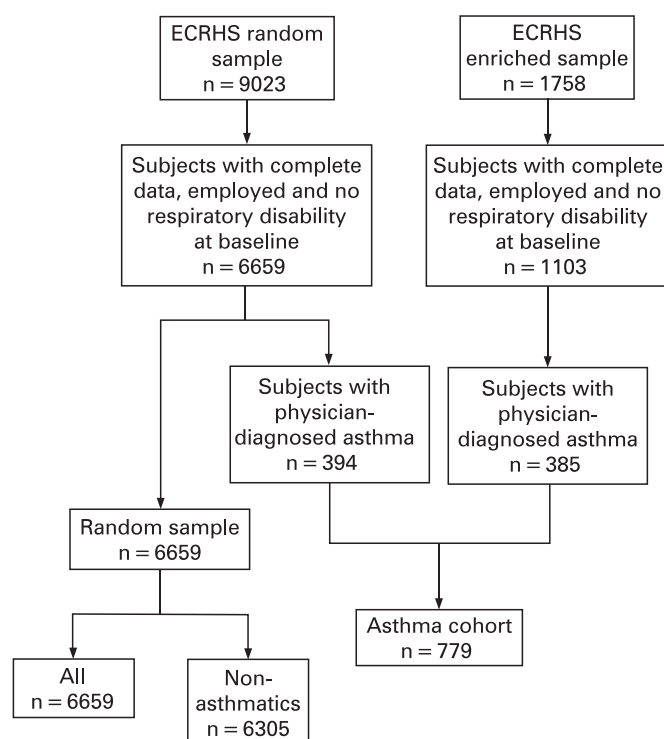 ECRHS random
sample
n = 9023
ECRHS
enriched sample
n = 1758
Subjects with complete
data, employed and no
respiratory disability
at baseline
n = 6659
Subjects with complete
data, employed and no
respiratory disability
at baseline
n = 1103
Subjects with
physician-
diagnosed asthma
n = 394
Subjects with
physician-
diagnosed asthma
n = 385
Random sample
n = 6659
Asthma cohort
n = 779
All
n = 6659
Non-
asthmatics
n = 6305